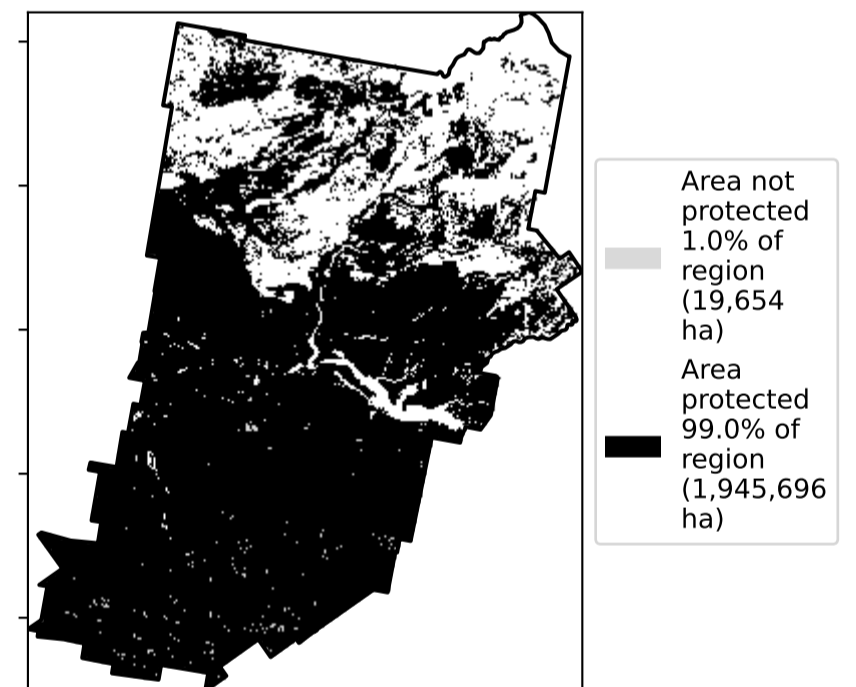 Area not
protected
1.0% of
region
(19,654
ha)
Area
protected
99.0% of
region
(1,945,696
ha)